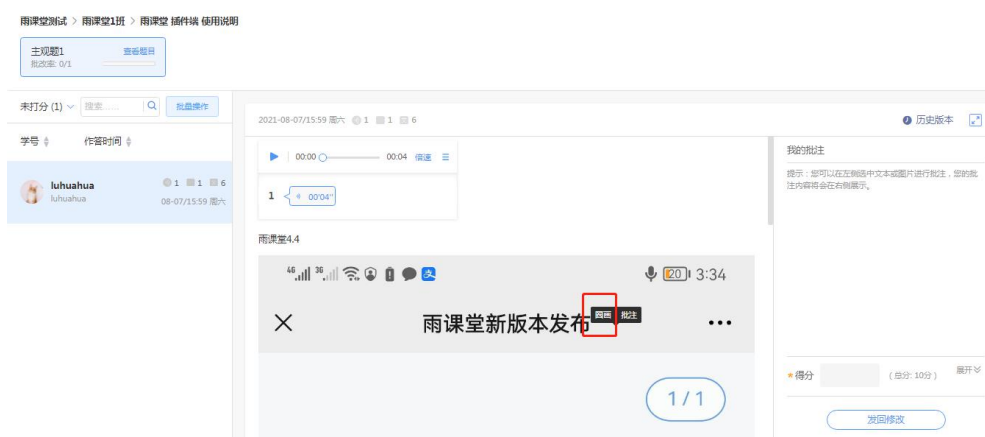 雨课堂测试 > 雨课堂1班 > 雨课堂 插件端 使用说明
主观题1 查看题目
批改率: 0/1
未打分 (1) 搜索...... 批量操作
学号 作答时间
luhuahua 1 1 6
luhuahua 08-07/15:59 周六
2021-08-07/15:59 周六 1 1 6
历史版本
00:00 00:04 倍速
1 00'04''
雨课堂4.4
4G 3G 支 20 3:34
雨课堂新版本发布 圈画 批注
1/1
我的批注
提示：您可以在左侧选中文本或图片进行批注，您的批
注内容将会在右侧展示。
*得分 (总分: 10分) 展开
发回修改